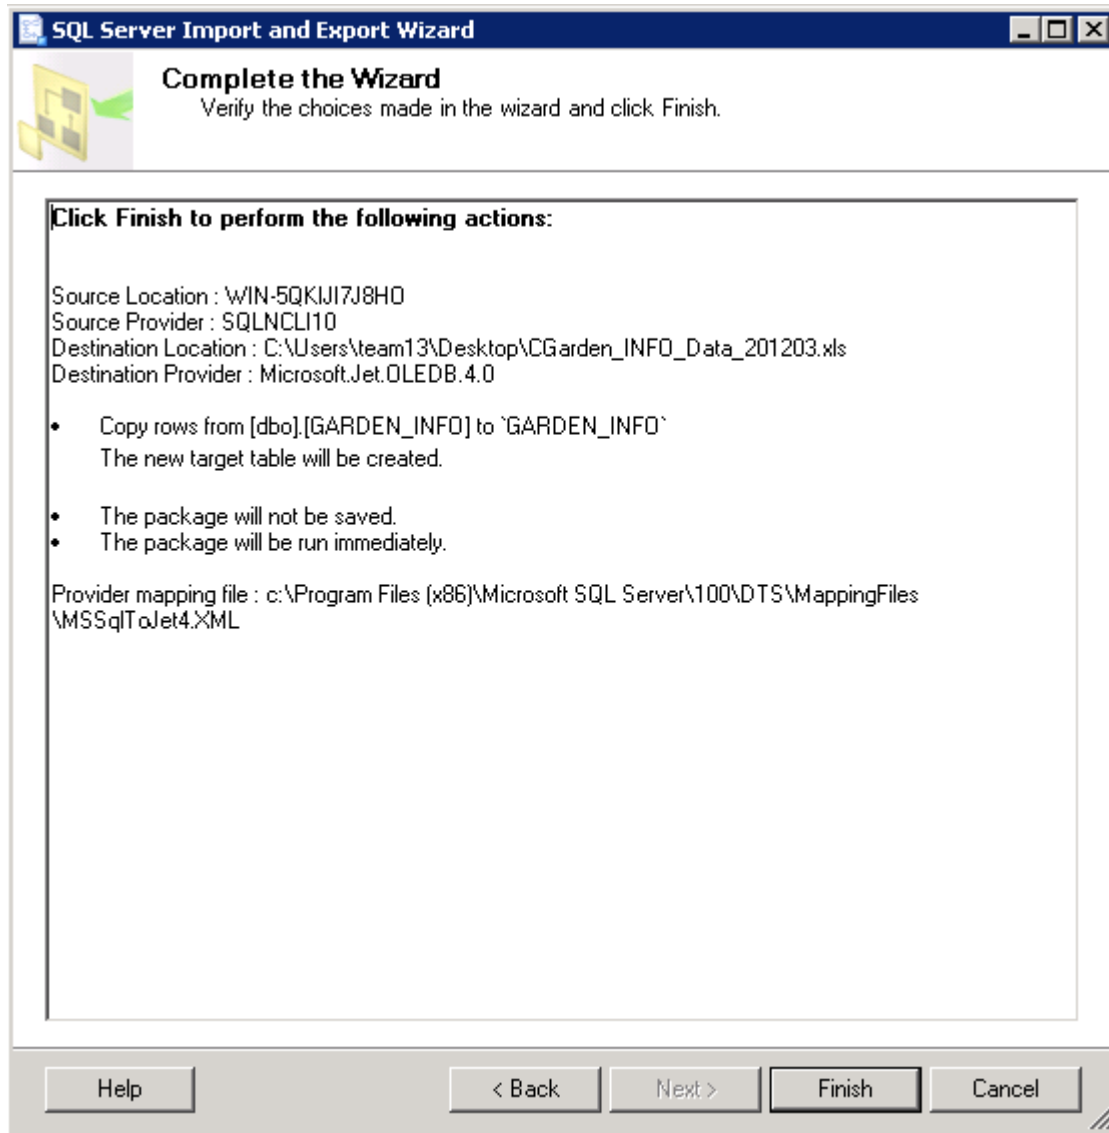 SQL Server Import and Export Wizard
Complete the Wizard
Verify the choices made in the wizard and click Finish.
Click Finish to perform the following actions:
Source Location : WIN-5QKIJI7J8HO
Source Provider : SQLNCLI10
Destination Location : C:\Users\team13\Desktop\CGarden_INFO_Data_201203.xls
Destination Provider : Microsoft.Jet.OLEDB.4.0
• Copy rows from [dbo].[GARDEN_INFO] to `GARDEN_INFO`
The new target table will be created.
• The package will not be saved.
• The package will be run immediately.
Provider mapping file : c:\Program Files (x86)\Microsoft SQL Server\100\DTS\MappingFiles
\MSSqlToJet4.XML
Help
< Back
Next >
Finish
Cancel